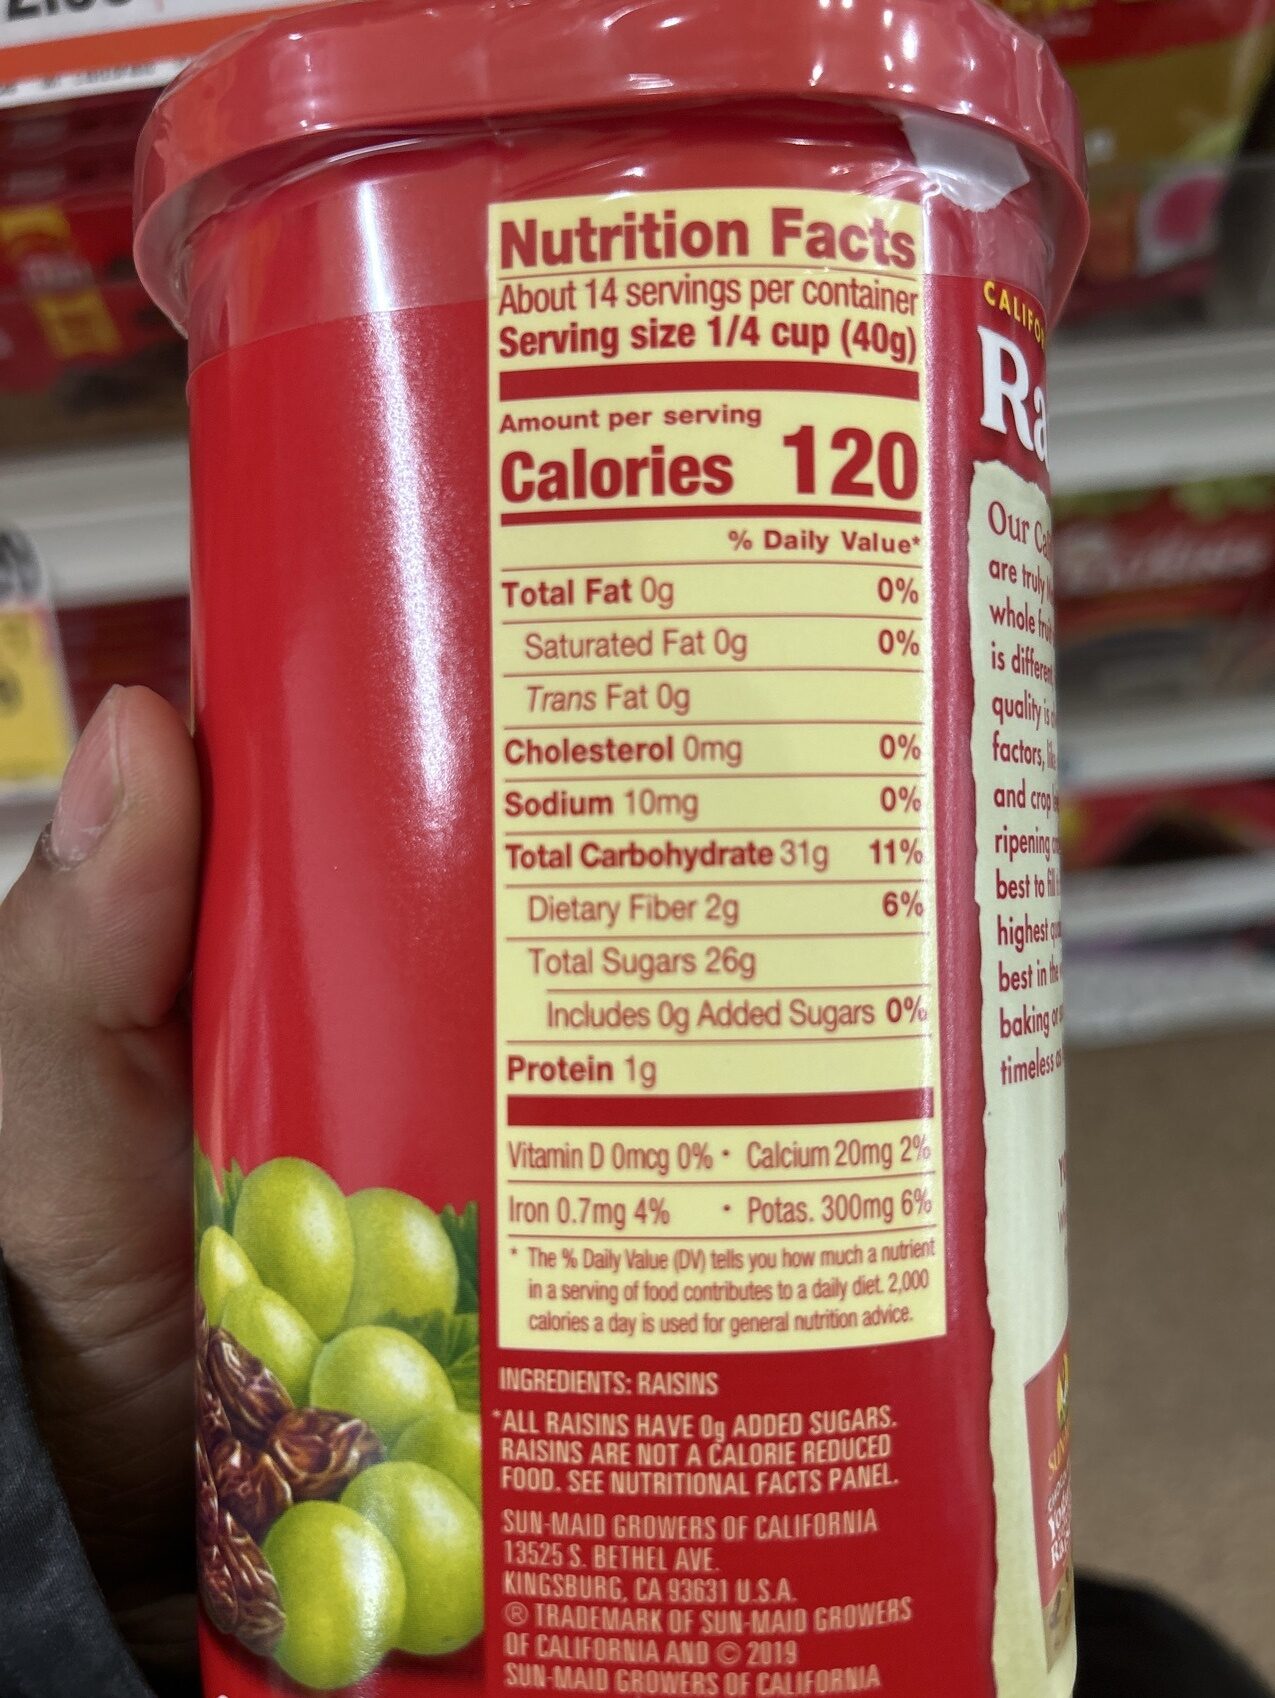 Nutrition Facts
About 14 servings per container
Serving size 1/4 cup (40g)
Amount per serving
Calories 120
% Daily Value*
Total Fat 0g 0%
Saturated Fat 0g 0%
Trans Fat 0g
Cholesterol 0mg 0%
Sodium 10mg 0%
Total Carbohydrate 31g 11%
Dietary Fiber 2g 6%
Total Sugars 26g
Includes 0g Added Sugars 0%
Protein 1g
Vitamin D 0mcg 0% • Calcium 20mg 2%
Iron 0.7mg 4% • Potas. 300mg 6%
* The % Daily Value (DV) tells you how much a nutrient
in a serving of food contributes to a daily diet. 2,000
calories a day is used for general nutrition advice.
INGREDIENTS: RAISINS
*ALL RAISINS HAVE 0g ADDED SUGARS.
RAISINS ARE NOT A CALORIE REDUCED
FOOD. SEE NUTRITIONAL FACTS PANEL.
SUN-MAID GROWERS OF CALIFORNIA
13525 S. BETHEL AVE.
KINGSBURG, CA 93631 U.S.A.
® TRADEMARK OF SUN-MAID GROWERS
OF CALIFORNIA AND © 2019
SUN-MAID GROWERS OF CALIFORNIA
Our
are truly
whole
is different
quality is
factors,
and crop
ripening
best to
highest
best in the
baking or
timeless